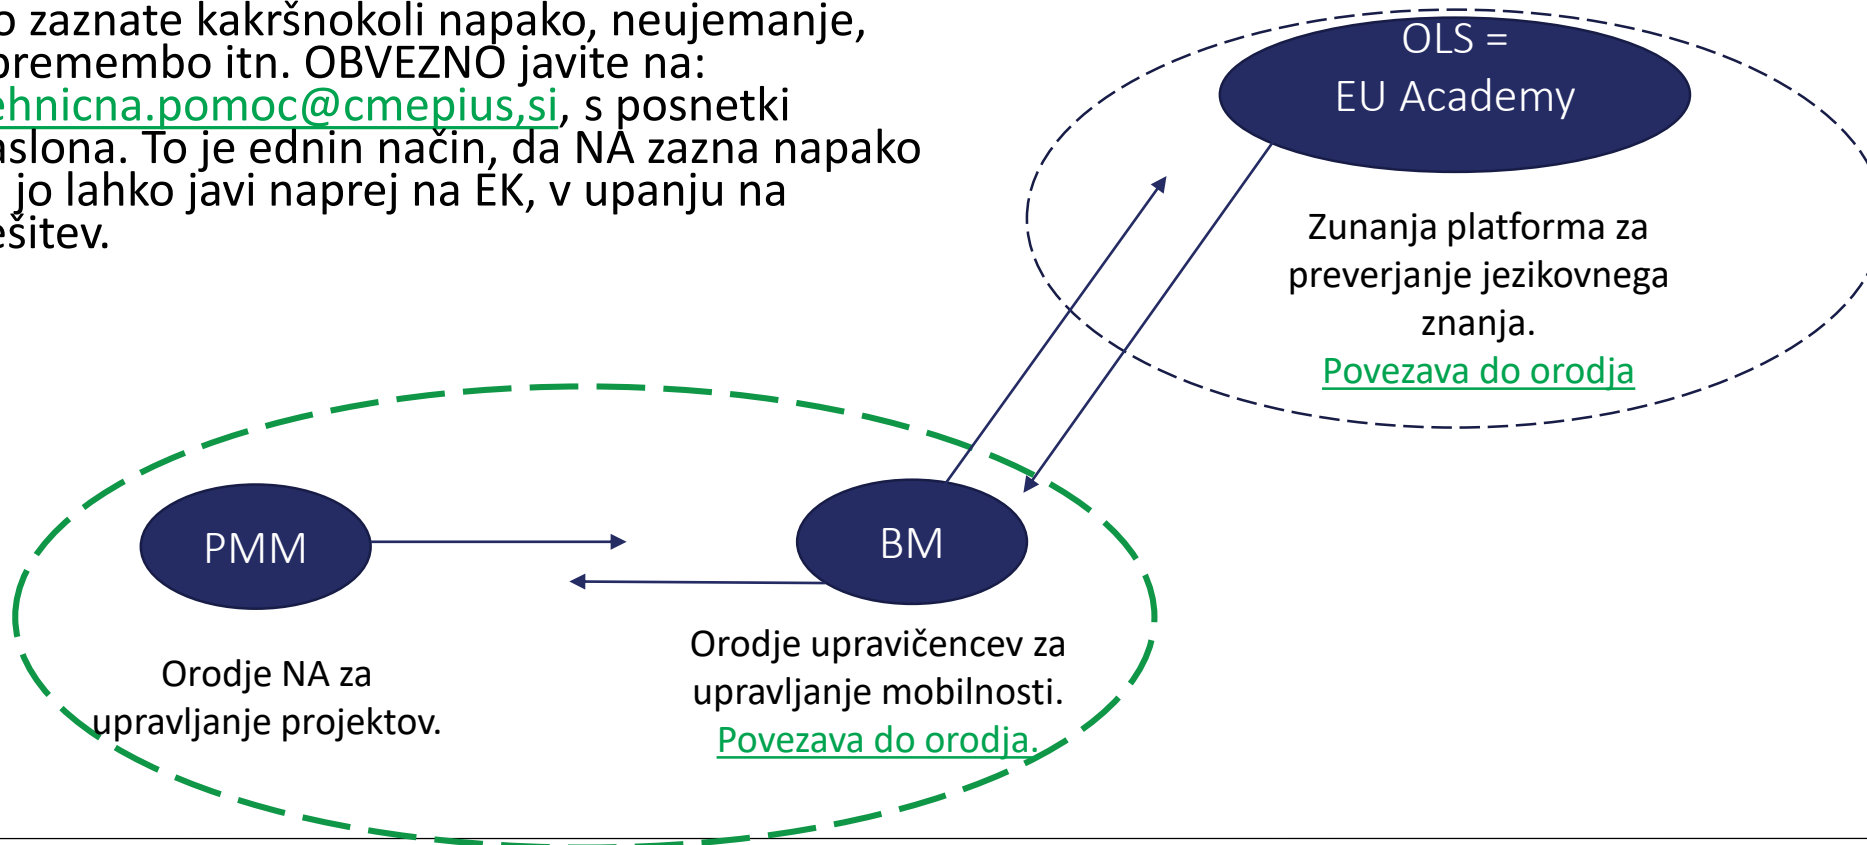 o zaznate kakršnokoli napako, neujemanje,
premembo itn. OBVEZNO javite na:
ehnicna.pomoc@cmepius,si, s posnetki
aslona. To je ednin način, da NA zazna napako
jo lahko javi naprej na EK, v upanju na
ešitev.
OLS =
EU Academy
Zunanja platforma za
preverjanje jezikovnega
znanja.
Povezava do orodja
PMM
BM
Orodje NA za
upravljanje projektov.
Orodje upravičencev za
upravljanje mobilnosti.
Povezava do orodja.